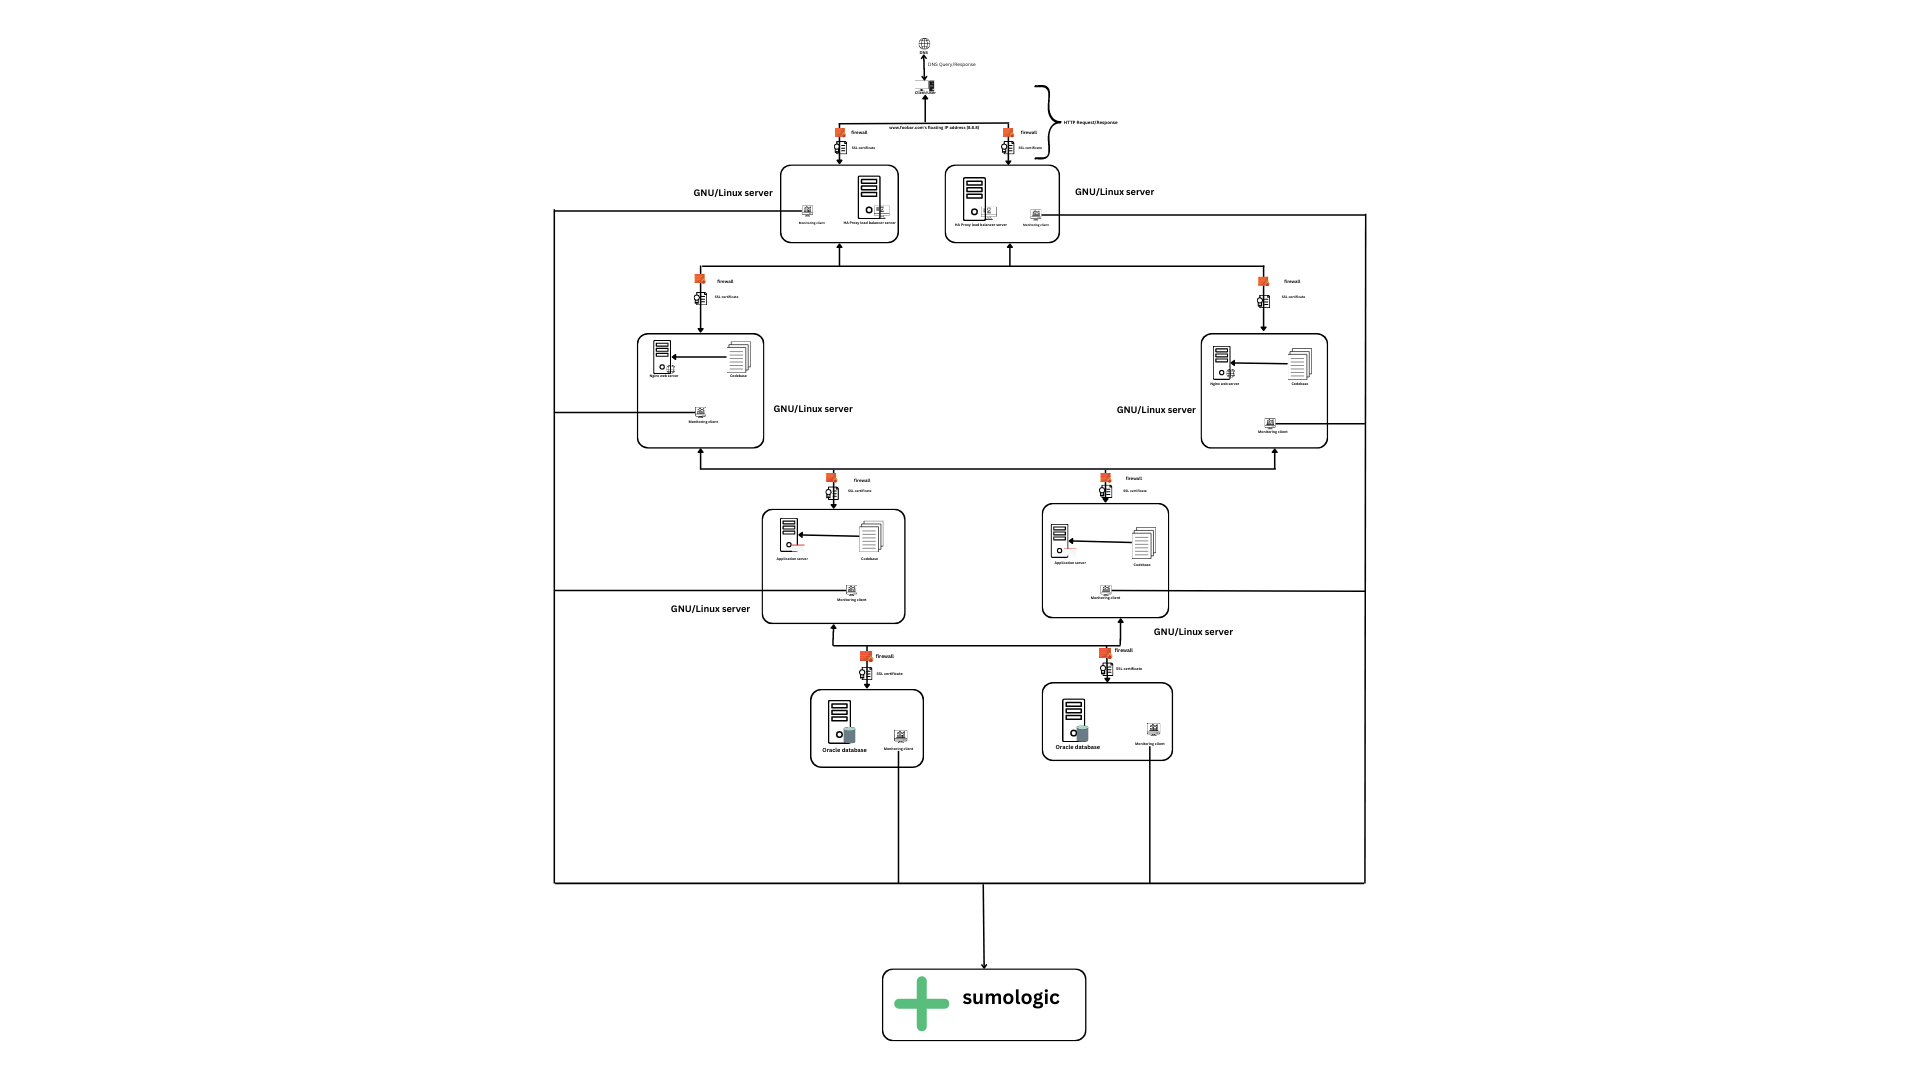 DNS
DNS Query/Response
Client/User
HTTP Request/Response
www.foobar.com's floating IP address (8.8.8)
firewall
firewall
SSL certificate
SSL certificate
GNU/Linux server
GNU/Linux server
Monitoring client
HA Proxy load balancer server
HA Proxy load balancer server
Monitoring client
firewall
firewall
SSL certificate
SSL certificate
Nginx web server
Codebase
Nginx web server
Codebase
GNU/Linux server
GNU/Linux server
Monitoring client
Monitoring client
firewall
firewall
SSL certificate
SSL certificate
Application server
Codebase
Application server
Codebase
Monitoring client
Monitoring client
GNU/Linux server
GNU/Linux server
firewall
firewall
SSL certificate
SSL certificate
Oracle database
Monitoring client
Oracle database
Monitoring client
sumologic